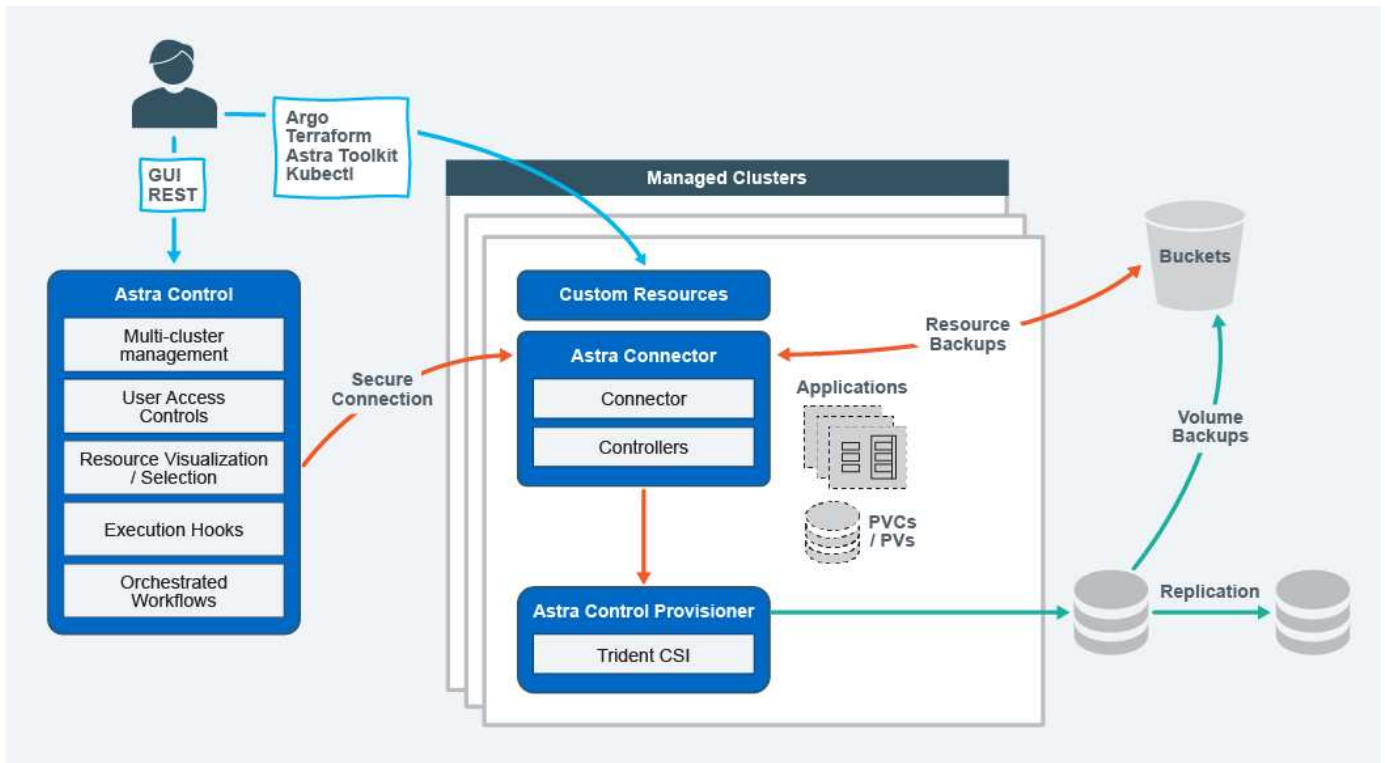 Argo
Terraform
Astra Toolkit
Kubectl
GUI
REST
Managed Clusters
Astra Control
Multi-cluster
management
User Access
Controls
Resource Visualization
/ Selection
Execution Hooks
Orchestrated
Workflows
Secure
Connection
Custom Resources
Astra Connector
Connector
Controllers
Applications
PVCs
/ PVs
Astra Control Provisioner
Trident CSI
Resource
Backups
Buckets
Volume
Backups
Replication